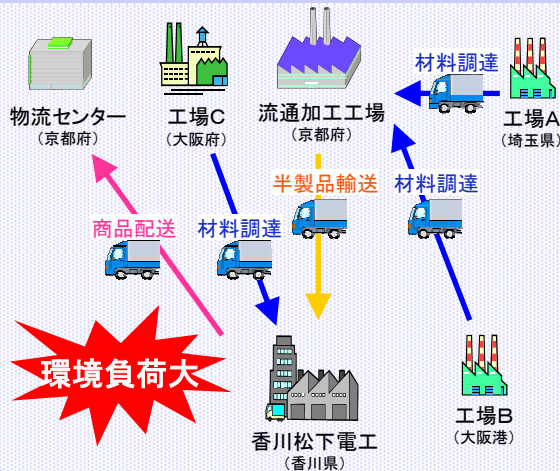 材料調達
物流センター
（京都府）
工場C
（大阪府）
流通加工工場
（京都府）
工場A
（埼玉県）
半製品輸送
材料調達
商品配送
材料調達
環境負荷大
香川松下電工
（香川県）
工場B
（大阪港）